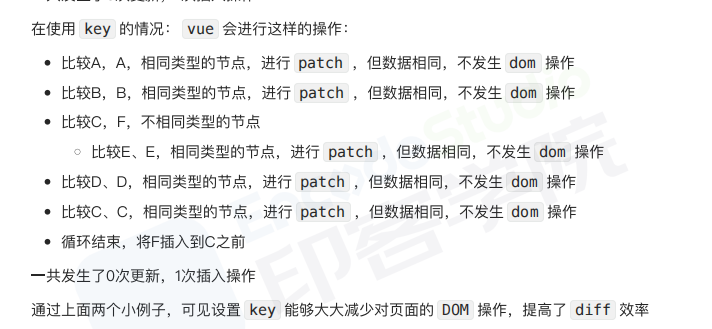 在使用 key 的情况： vue 会进行这样的操作：
比较A，A，相同类型的节点，进行 patch ，但数据相同，不发生 dom 操作
比较B，B，相同类型的节点，进行 patch ，但数据相同，不发生 dom 操作
比较C，F，不相同类型的节点
比较E、E，相同类型的节点，进行 patch ，但数据相同，不发生 dom 操作
比较D、D，相同类型的节点，进行 patch ，但数据相同，不发生 dom 操作
比较C、C，相同类型的节点，进行 patch ，但数据相同，不发生 dom 操作
循环结束，将F插入到C之前
一共发生了0次更新，1次插入操作
通过上面两个小例子，可见设置 key 能够大大减少对页面的 DOM 操作，提高了 diff 效率
Studio
印客学院